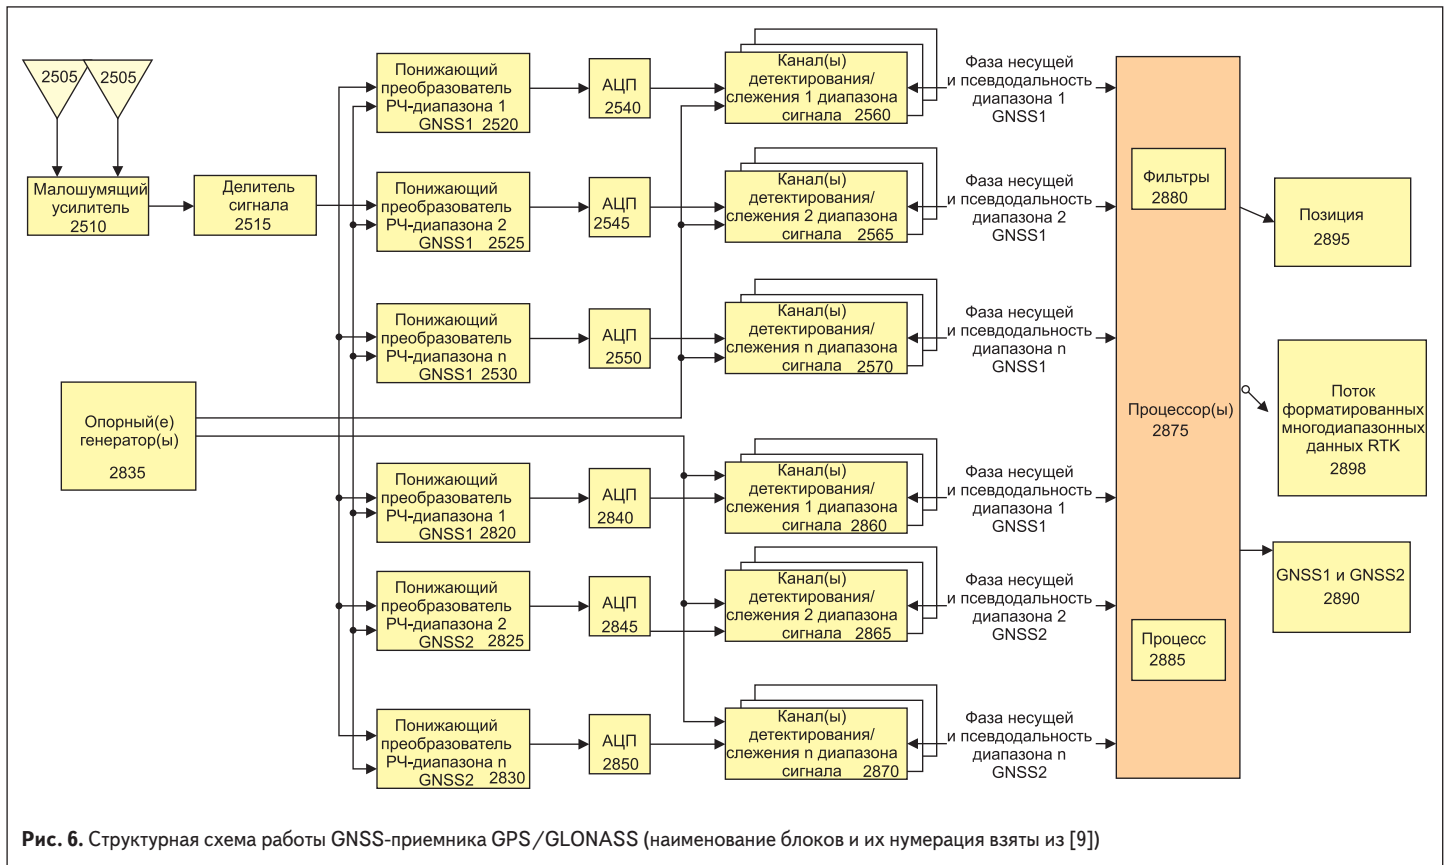 2505
2505
Малошумящий
усилитель
2510
Делитель
сигнала
2515
Опорный(е)
генератор(ы)
2835
Понижающий
преобразователь
РЧ-диапазона 1
GNSS1 2520
АЦП
2540
Канал(ы)
детектирования/
слежения 1 диапазона
сигнала 2560
Фаза несущей
и псевдодальность
диапазона 1
GNSS1
Понижающий
преобразователь
РЧ-диапазона 2
GNSS1 2525
АЦП
2545
Канал(ы)
детектирования/
слежения 2 диапазона
сигнала 2565
Фаза несущей
и псевдодальность
диапазона 2
GNSS1
Понижающий
преобразователь
РЧ-диапазона n
GNSS1 2530
АЦП
2550
Канал(ы)
детектирования/
слежения n диапазона
сигнала 2570
Фаза несущей
и псевдодальность
диапазона n
GNSS1
Понижающий
преобразователь
РЧ-диапазона 1
GNSS1 2820
АЦП
2840
Канал(ы)
детектирования/
слежения 1 диапазона
сигнала 2860
Фаза несущей
и псевдодальность
диапазона 1
GNSS1
Понижающий
преобразователь
РЧ-диапазона 2
GNSS2 2825
АЦП
2845
Канал(ы)
детектирования/
слежения 2 диапазона
сигнала 2865
Фаза несущей
и псевдодальность
диапазона 2
GNSS2
Понижающий
преобразователь
РЧ-диапазона n
GNSS2 2830
АЦП
2850
Канал(ы)
детектирования/
слежения n диапазона
сигнала 2870
Фаза несущей
и псевдодальность
диапазона n
GNSS2
Фильтры
2880
Процессор(ы)
2875
Процесс
2885
Позиция
2895
Поток
форматированных
многодиапазонных
данных RTK
2898
GNSS1 и GNSS2
2890
Рис. 6. Структурная схема работы GNSS-приемника GPS/GLONASS (наименование блоков и их нумерация взяты из [9])